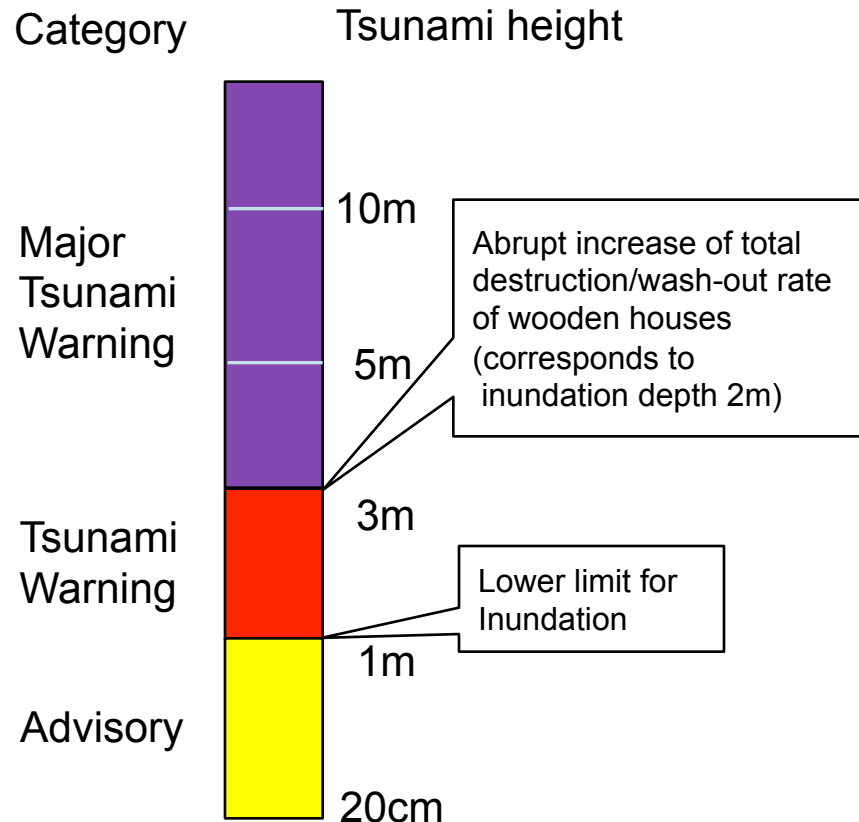 Category
Tsunami height
10m
Major
Tsunami
Warning
Abrupt increase of total
destruction/wash-out rate
of wooden houses
(corresponds to
inundation depth 2m)
5m
3m
Tsunami
Warning
Lower limit for
Inundation
1m
Advisory
20cm